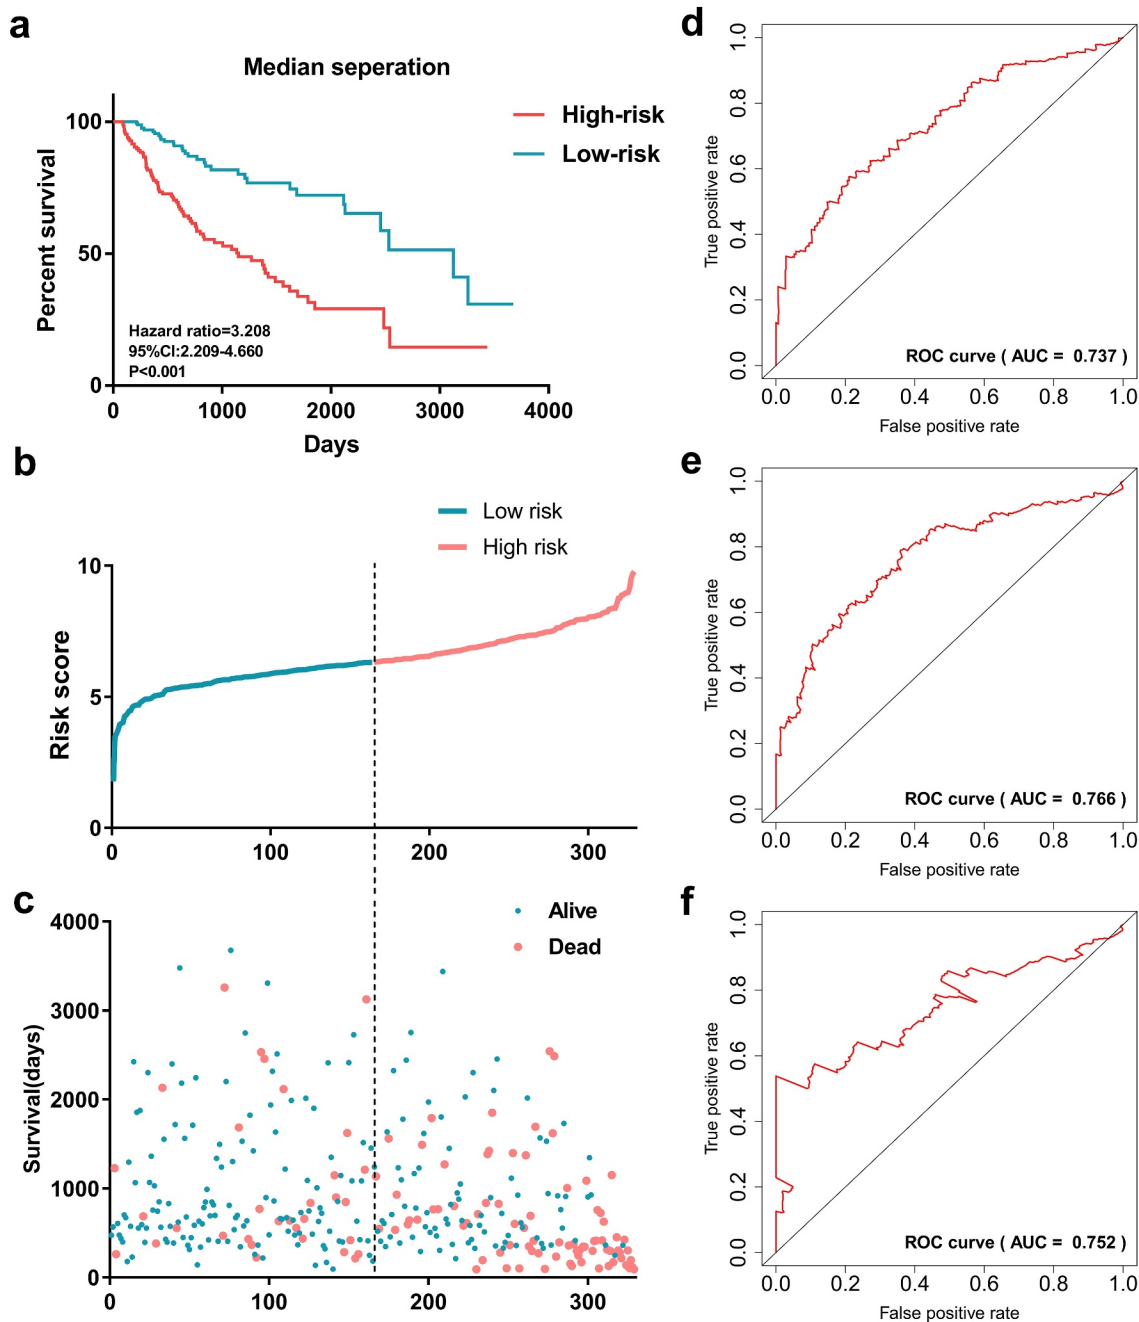 a
Median seperation
High-risk
Low-risk
100
50
0
Percent survival
Hazard ratio=3.208
95%CI:2.209-4.660
P<0.001
0 1000 2000 3000 4000
Days
b
Low risk
High risk
10
5
0
Risk score
0 100 200 300
c
Alive
Dead
4000
3000
2000
1000
0
Survival(days)
0 100 200 300
d
1.0
0.8
0.6
0.4
0.2
0.0
True positive rate
ROC curve ( AUC = 0.737 )
0.0 0.2 0.4 0.6 0.8 1.0
False positive rate
e
1.0
0.8
0.6
0.4
0.2
0.0
True positive rate
ROC curve ( AUC = 0.766 )
0.0 0.2 0.4 0.6 0.8 1.0
False positive rate
f
1.0
0.8
0.6
0.4
0.2
0.0
True positive rate
ROC curve ( AUC = 0.752 )
0.0 0.2 0.4 0.6 0.8 1.0
False positive rate